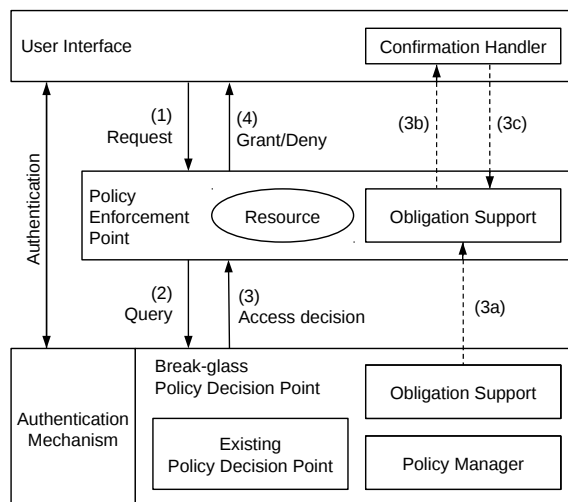 User Interface
Confirmation Handler
(1)
Request
(4)
Grant/Deny
(3b)
(3c)
Authentication
Policy
Enforcement
Point
Resource
Obligation Support
(2)
Query
(3)
Access decision
(3a)
Break-glass
Policy Decision Point
Obligation Support
Authentication
Mechanism
Existing
Policy Decision Point
Policy Manager